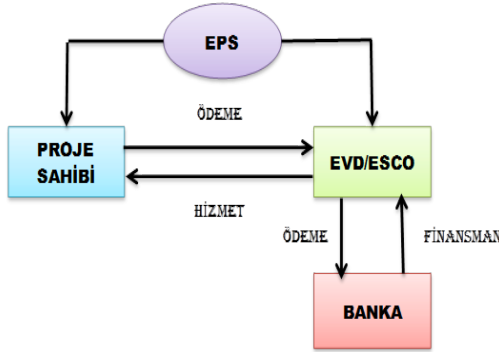 EPS
ÖDEME
PROJE
SAHİBİ
EVD/ESCO
HİZMET
ÖDEME
FİNANSMAN
BANKA